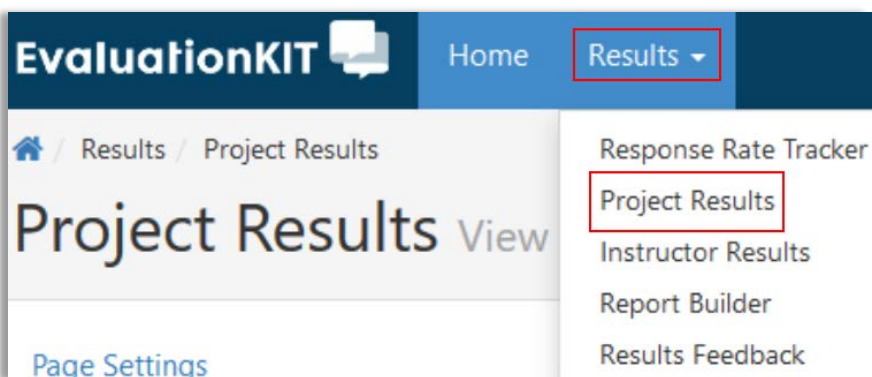 EvaluationKIT Home Results
Results / Project Results
Project Results View
Page Settings
Response Rate Tracker
Project Results
Instructor Results
Report Builder
Results Feedback